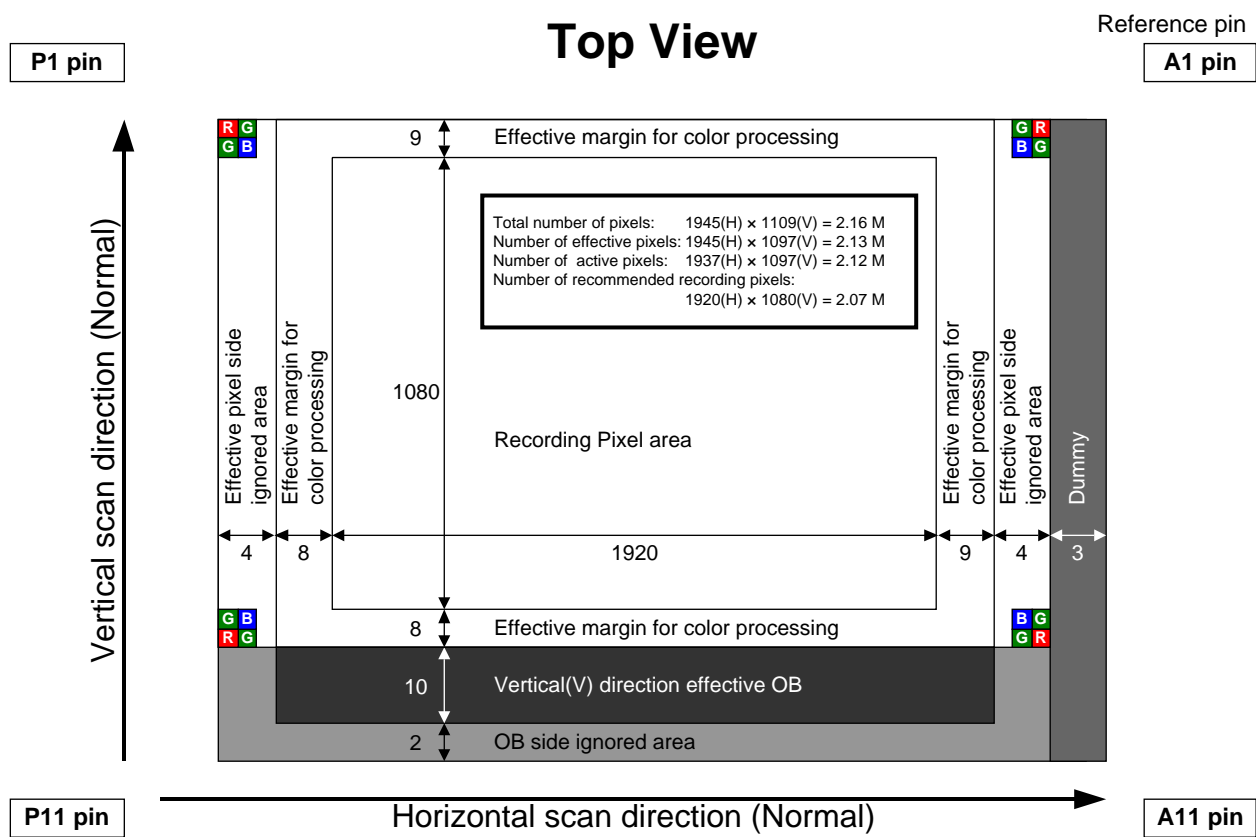 Top View
Reference pin
P1 pin
A1 pin
R G
G B
G R
B G
9
Effective margin for color processing
Total number of pixels: 1945(H) × 1109(V) = 2.16 M
Number of effective pixels: 1945(H) × 1097(V) = 2.13 M
Number of active pixels: 1937(H) × 1097(V) = 2.12 M
Number of recommended recording pixels:
1920(H) × 1080(V) = 2.07 M
Vertical scan direction (Normal)
Effective pixel side
ignored area
Effective margin for
color processing
1080
Recording Pixel area
Effective margin for
color processing
Effective pixel side
ignored area
Dummy
4
8
1920
9
4
3
G B
R G
B G
G R
8
Effective margin for color processing
10
Vertical(V) direction effective OB
2
OB side ignored area
P11 pin
Horizontal scan direction (Normal)
A11 pin